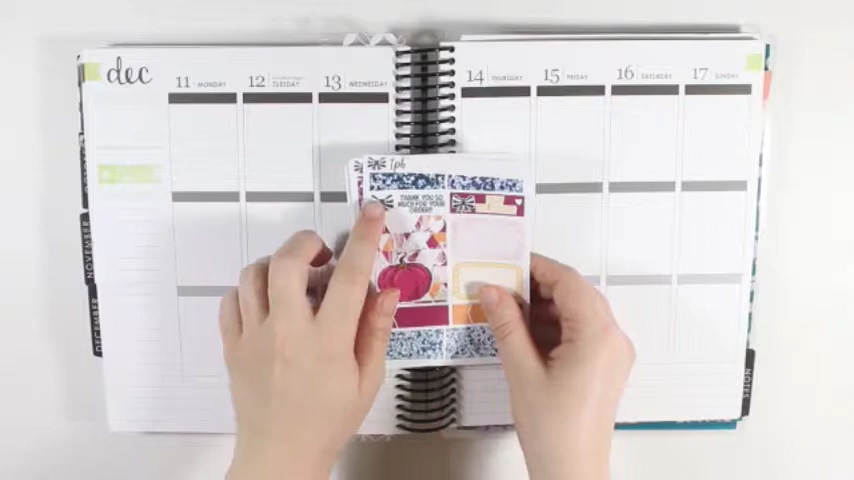 dec
11 MONDAY
12 TUESDAY
13 WEDNESDAY
14 THURSDAY
15 FRIDAY
16 SATURDAY
17 SUNDAY
tpb
THANK YOU SO
MUCH FOR YOUR
ORDER!!
NOVEMBER
DECEMBER
NOTES